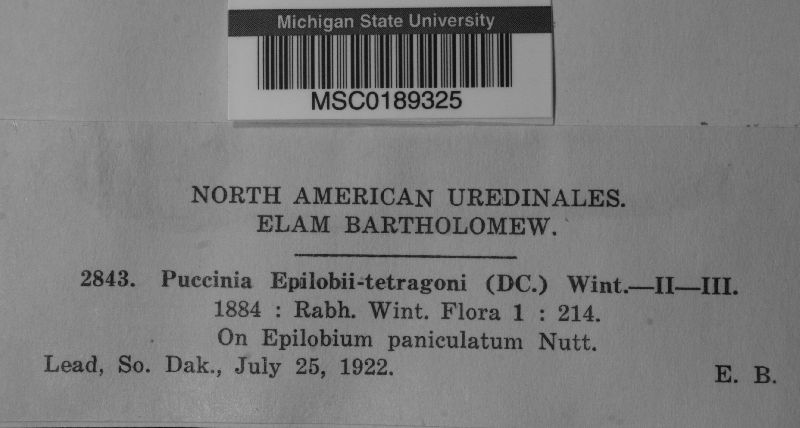 Michigan State University
MSC0189325
NORTH AMERICAN UREDINALES.
ELAM BARTHOLOMEW.
2843. Puccinia Epilobii-tetragoni (DC.) Wint.—II—III.
1884 : Rabh. Wint. Flora 1 : 214.
On Epilobium paniculatum Nutt.
Lead, So. Dak., July 25, 1922.
E. B.